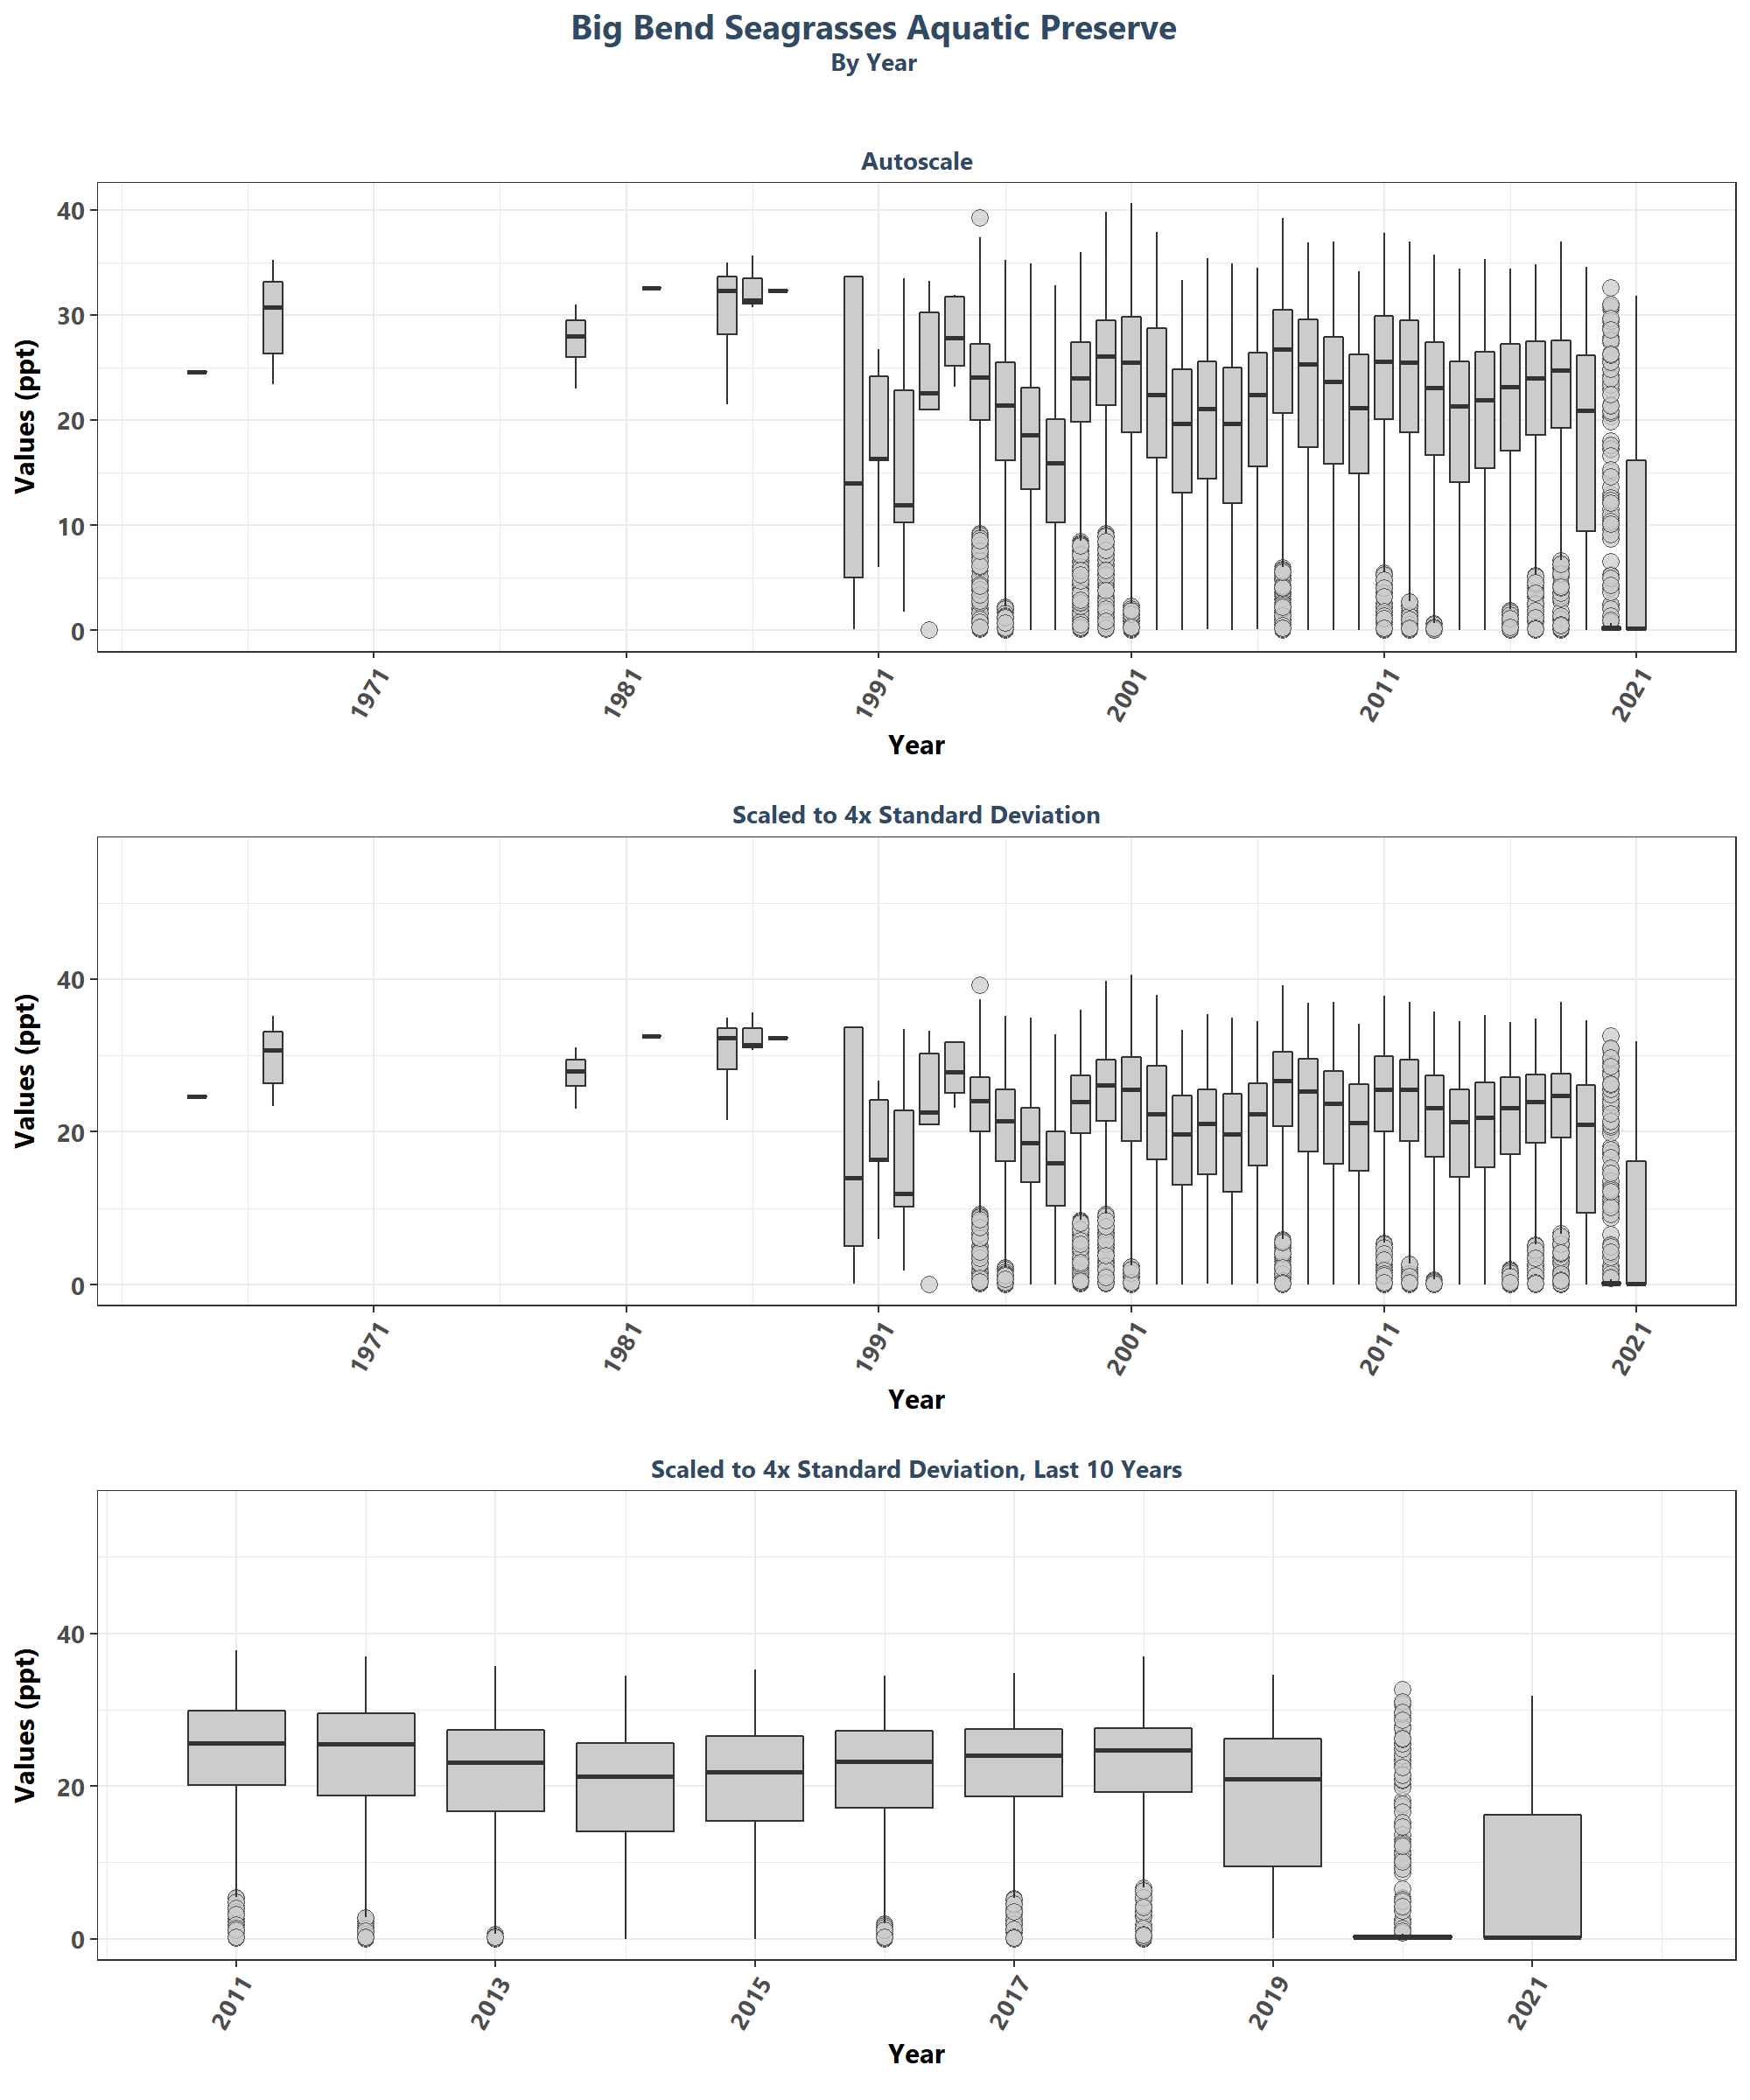 Big Bend Seagrasses Aquatic Preserve
By Year
Autoscale
Values (ppt)
40
30
20
10
0
1971
1981
1991
2001
2011
2021
Year
Scaled to 4x Standard Deviation
Values (ppt)
40
20
0
1971
1981
1991
2001
2011
2021
Year
Scaled to 4x Standard Deviation, Last 10 Years
Values (ppt)
40
20
0
2011
2013
2015
2017
2019
2021
Year